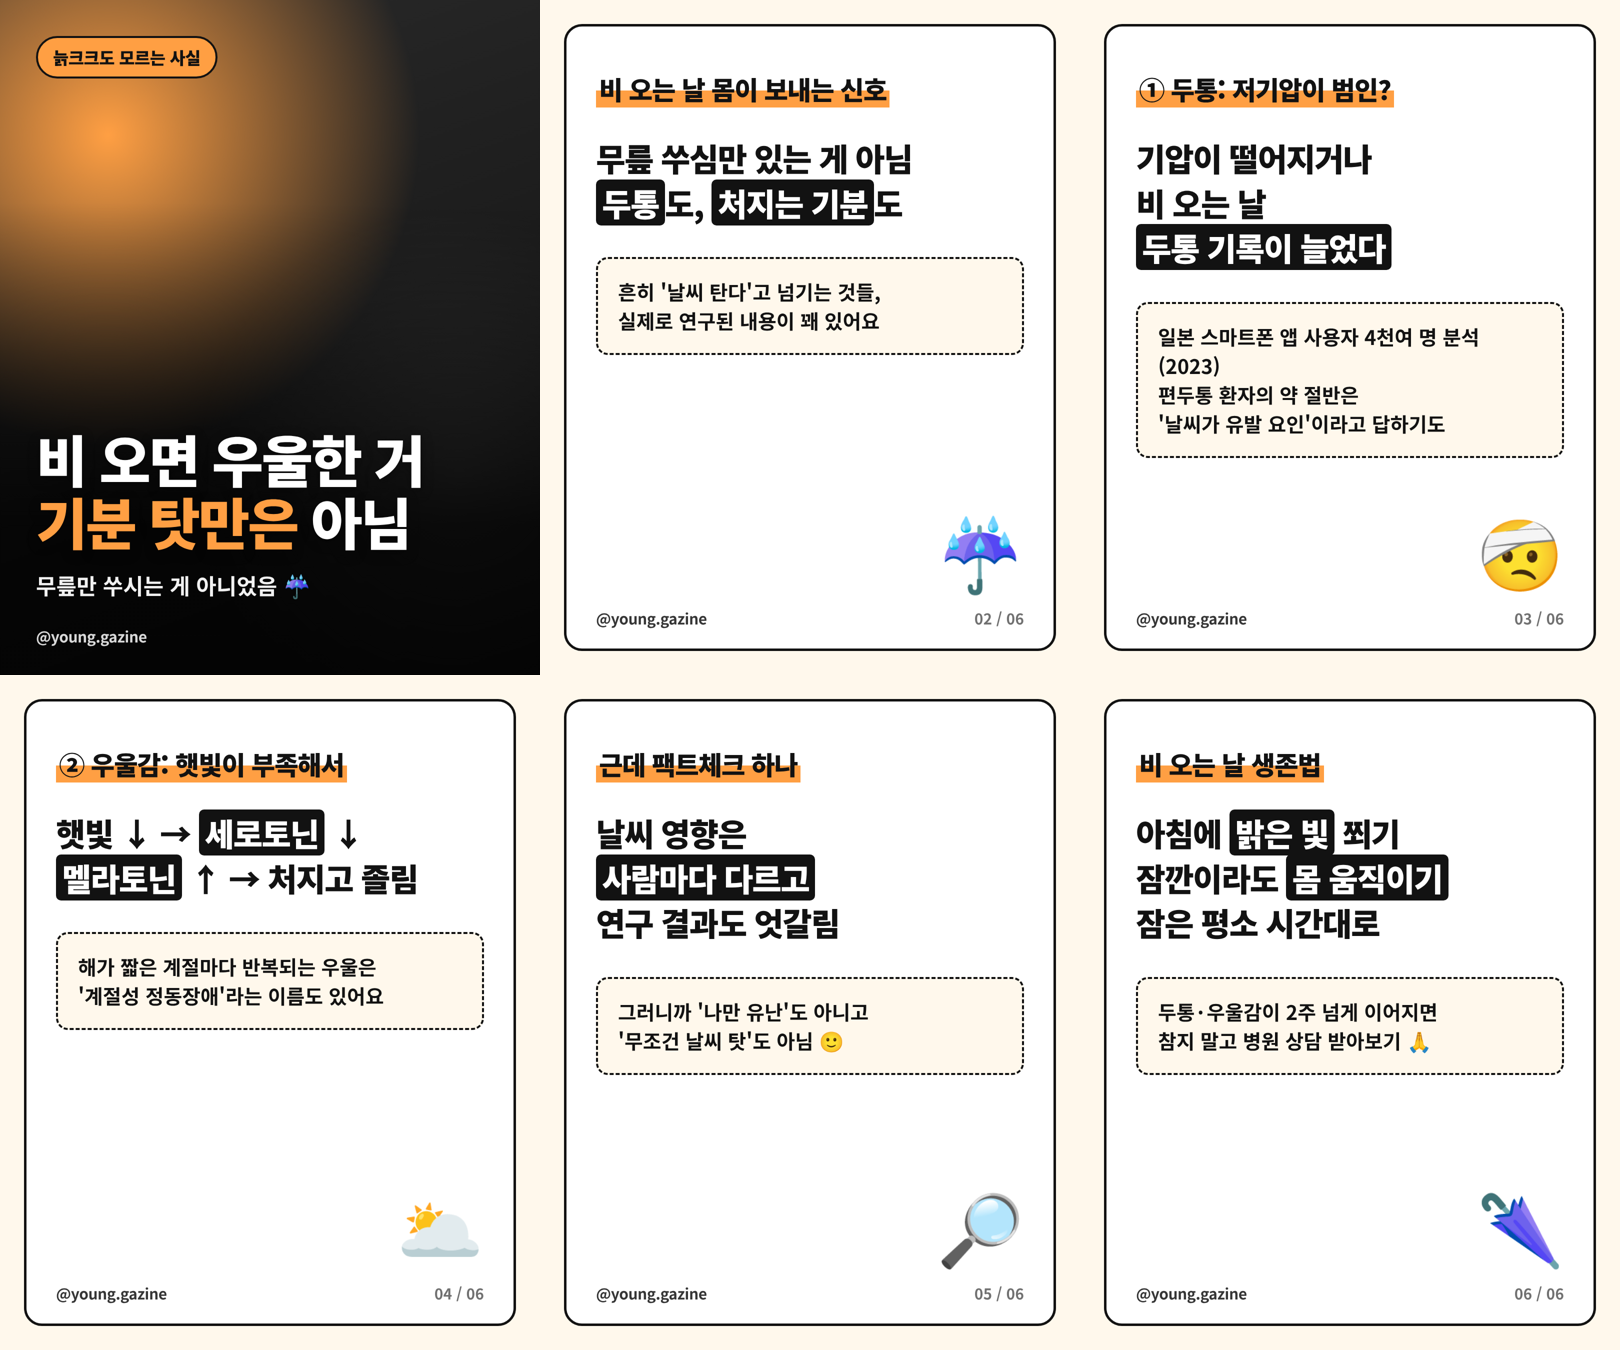 늙크크도 모르는 사실
비 오면 우울한 거
기분 탓만은 아님
무릎만 쑤시는 게 아니었음 ☔
@young.gazine
비 오는 날 몸이 보내는 신호
무릎 쑤심만 있는 게 아님
두통도, 처지는 기분도
흔히 '날씨 탄다'고 넘기는 것들,
실제로 연구된 내용이 꽤 있어요
@young.gazine
02 / 06
① 두통: 저기압이 범인?
기압이 떨어지거나
비 오는 날
두통 기록이 늘었다
일본 스마트폰 앱 사용자 4천여 명 분석
(2023)
편두통 환자의 약 절반은
'날씨가 유발 요인'이라고 답하기도
@young.gazine
03 / 06
② 우울감: 햇빛이 부족해서
햇빛 ↓ → 세로토닌 ↓
멜라토닌 ↑ → 처지고 졸림
해가 짧은 계절마다 반복되는 우울은
'계절성 정동장애'라는 이름도 있어요
@young.gazine
04 / 06
근데 팩트체크 하나
날씨 영향은
사람마다 다르고
연구 결과도 엇갈림
그러니까 '나만 유난'도 아니고
'무조건 날씨 탓'도 아님 🙂
@young.gazine
05 / 06
비 오는 날 생존법
아침에 밝은 빛 쬐기
잠깐이라도 몸 움직이기
잠은 평소 시간대로
두통·우울감이 2주 넘게 이어지면
참지 말고 병원 상담 받아보기 🙏
@young.gazine
06 / 06